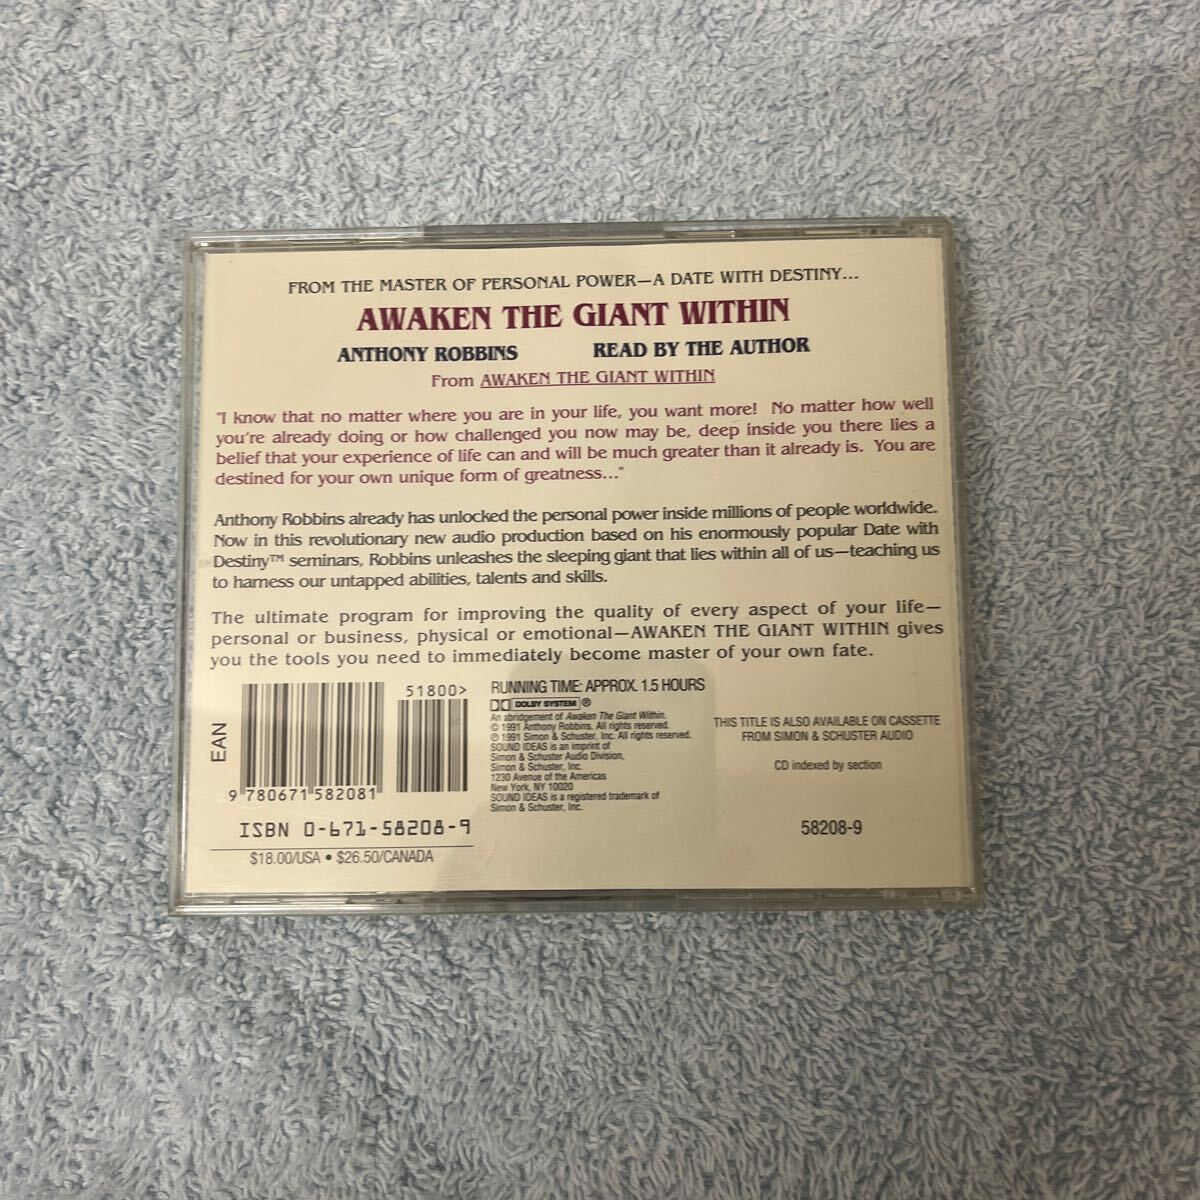 FROM THE MASTER OF PERSONAL POWER—A DATE WITH DESTINY...
AWAKEN THE GIANT WITHIN
ANTHONY ROBBINS READ BY THE AUTHOR
From AWAKEN THE GIANT WITHIN
"I know that no matter where you are in your life, you want more! No matter how well
you're already doing or how challenged you now may be, deep inside you there lies a
belief that your experience of life can and will be much greater than it already is. You are
destined for your own unique form of greatness..."
Anthony Robbins already has unlocked the personal power inside millions of people worldwide.
Now in this revolutionary new audio production based on his enormously popular Date with
Destiny™ seminars, Robbins unleashes the sleeping giant that lies within all of us—teaching us
to harness our untapped abilities, talents and skills.
The ultimate program for improving the quality of every aspect of your life—
personal or business, physical or emotional—AWAKEN THE GIANT WITHIN gives
you the tools you need to immediately become master of your own fate.
EAN
51800>
9 780671 582081
ISBN 0-671-58208-9
$18.00/USA • $26.50/CANADA
RUNNING TIME: APPROX. 1.5 HOURS
DOLBY SYSTEM ®
An abridgement of Awaken The Giant Within.
© 1991 Anthony Robbins. All rights reserved.
℗ 1991 Simon & Schuster, Inc. All rights reserved.
SOUND IDEAS is an imprint of
Simon & Schuster Audio Division,
Simon & Schuster, Inc.
1230 Avenue of the Americas
New York, NY 10020
SOUND IDEAS is a registered trademark of
Simon & Schuster, Inc.
THIS TITLE IS ALSO AVAILABLE ON CASSETTE
FROM SIMON & SCHUSTER AUDIO
CD indexed by section
58208-9